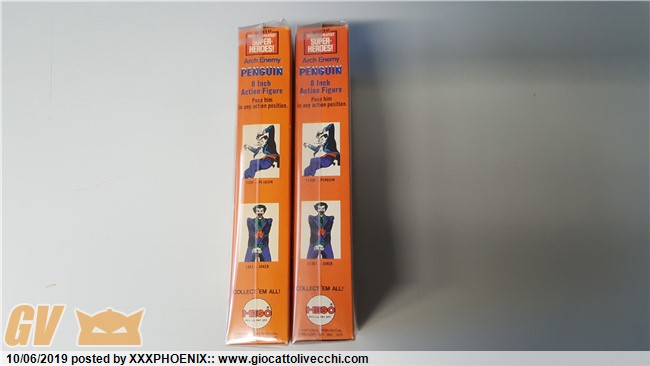 SUPER-
HEROES!
Arch Enemy
PENGUIN
8 Inch
Action Figure
Pose him
in any action position.
PENGUIN
JOKER
COLLECT 'EM ALL!
MEGO
SUPER-
HEROES!
Arch Enemy
PENGUIN
8 Inch
Action Figure
Pose him
in any action position.
PENGUIN
JOKER
COLLECT 'EM ALL!
MEGO
GV
10/06/2019 posted by XXXPHOENIX:: www.giocattolivecchi.com